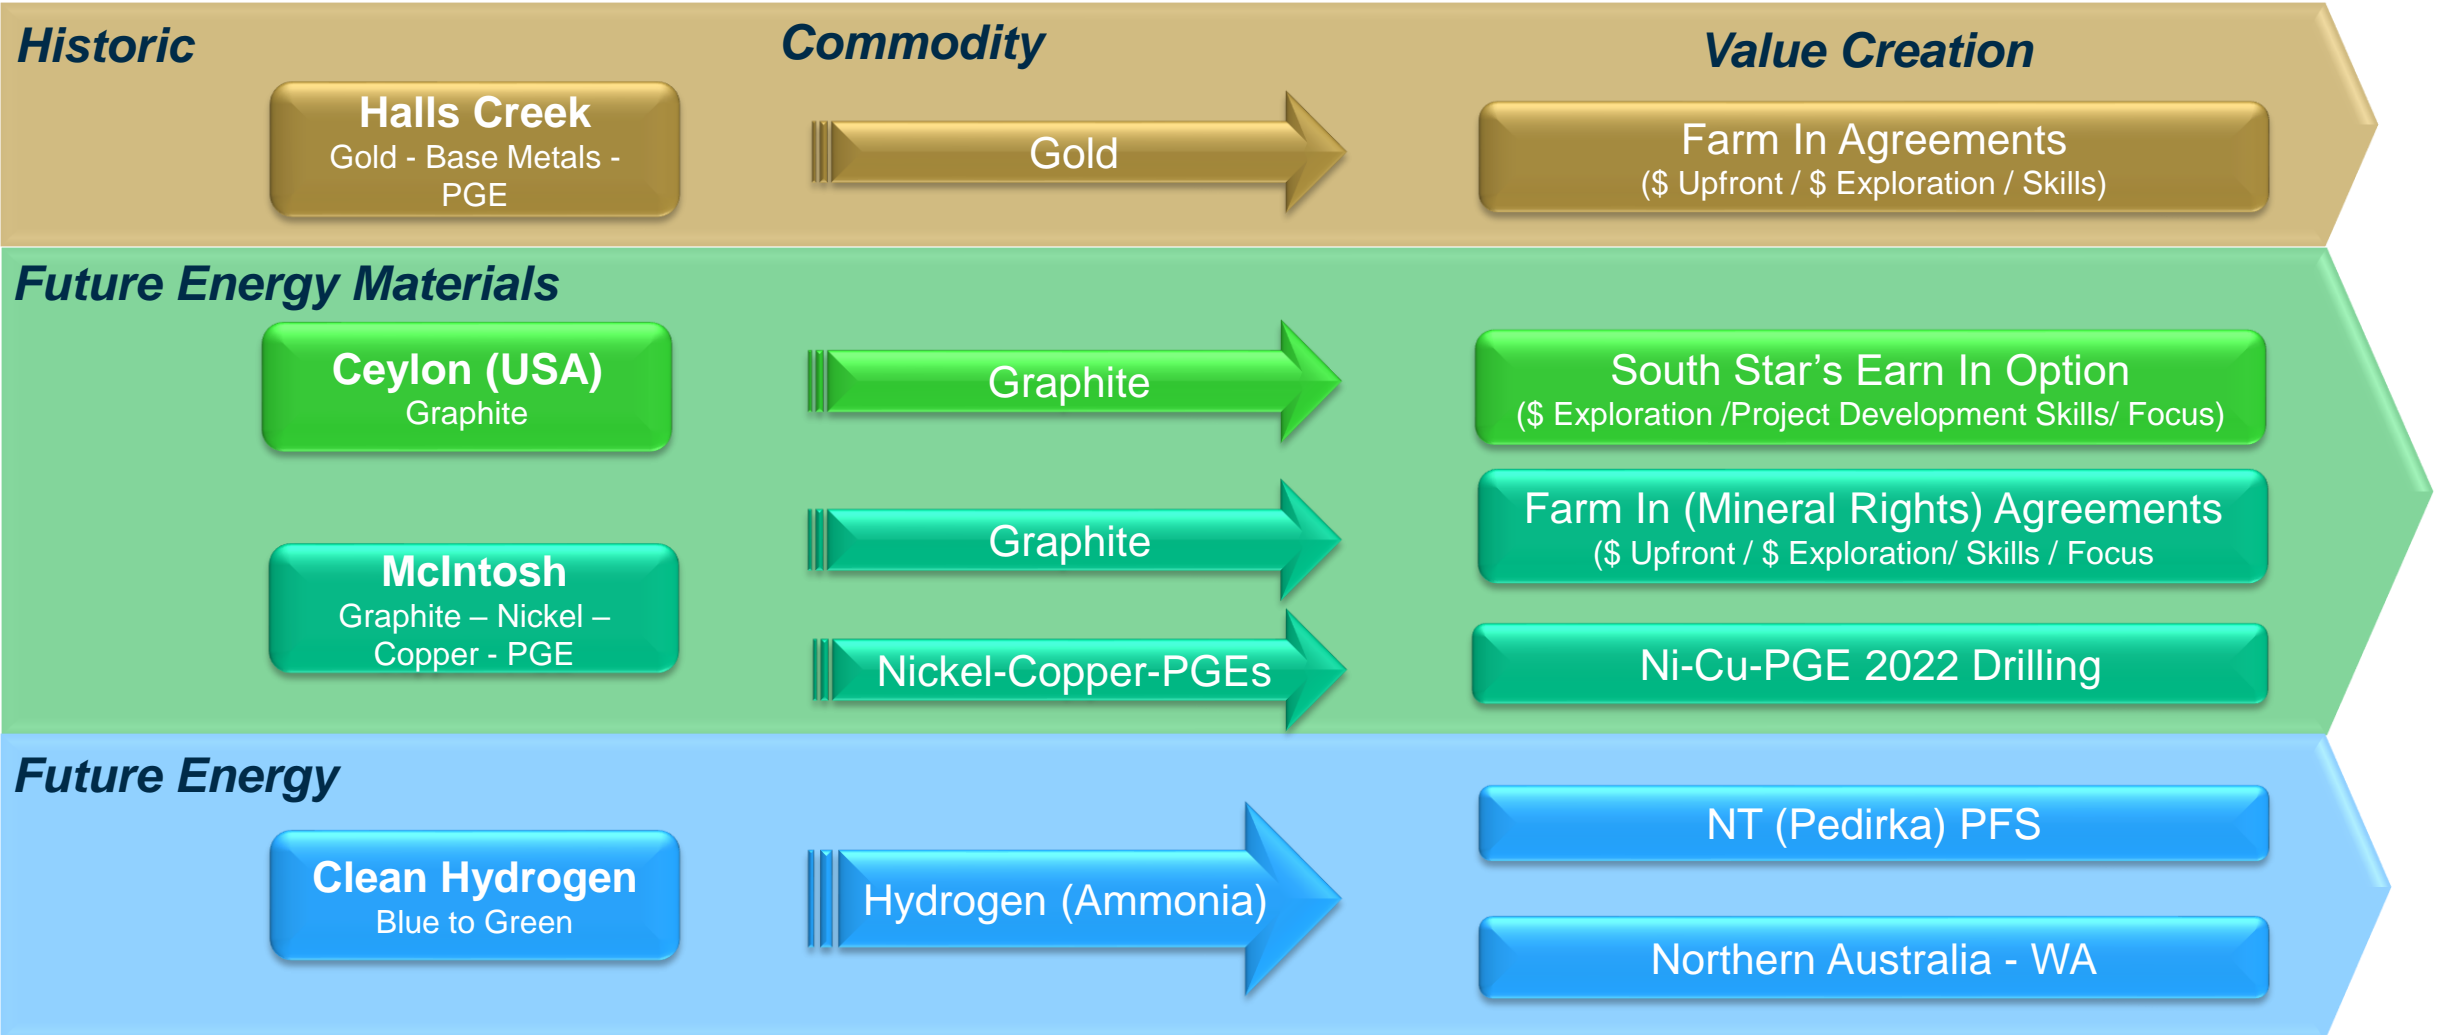 Historic
Commodity
Value Creation
Halls Creek
Gold - Base Metals -
PGE
Gold
Farm In Agreements
($ Upfront / $ Exploration / Skills)
Future Energy Materials
Ceylon (USA)
Graphite
Graphite
South Star’s Earn In Option
($ Exploration /Project Development Skills/ Focus)
McIntosh
Graphite – Nickel –
Copper - PGE
Graphite
Farm In (Mineral Rights) Agreements
($ Upfront / $ Exploration/ Skills / Focus
Nickel-Copper-PGEs
Ni-Cu-PGE 2022 Drilling
Future Energy
Clean Hydrogen
Blue to Green
Hydrogen (Ammonia)
NT (Pedirka) PFS
Northern Australia - WA